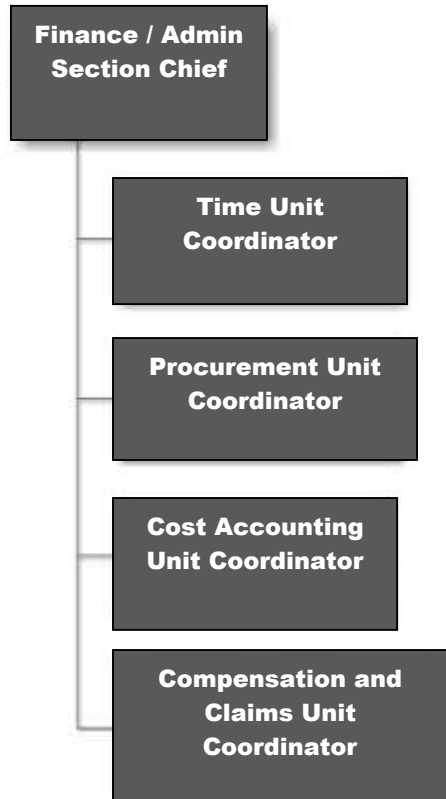 Finance / Admin
Section Chief
Time Unit
Coordinator
Procurement Unit
Coordinator
Cost Accounting
Unit Coordinator
Compensation and
Claims Unit
Coordinator